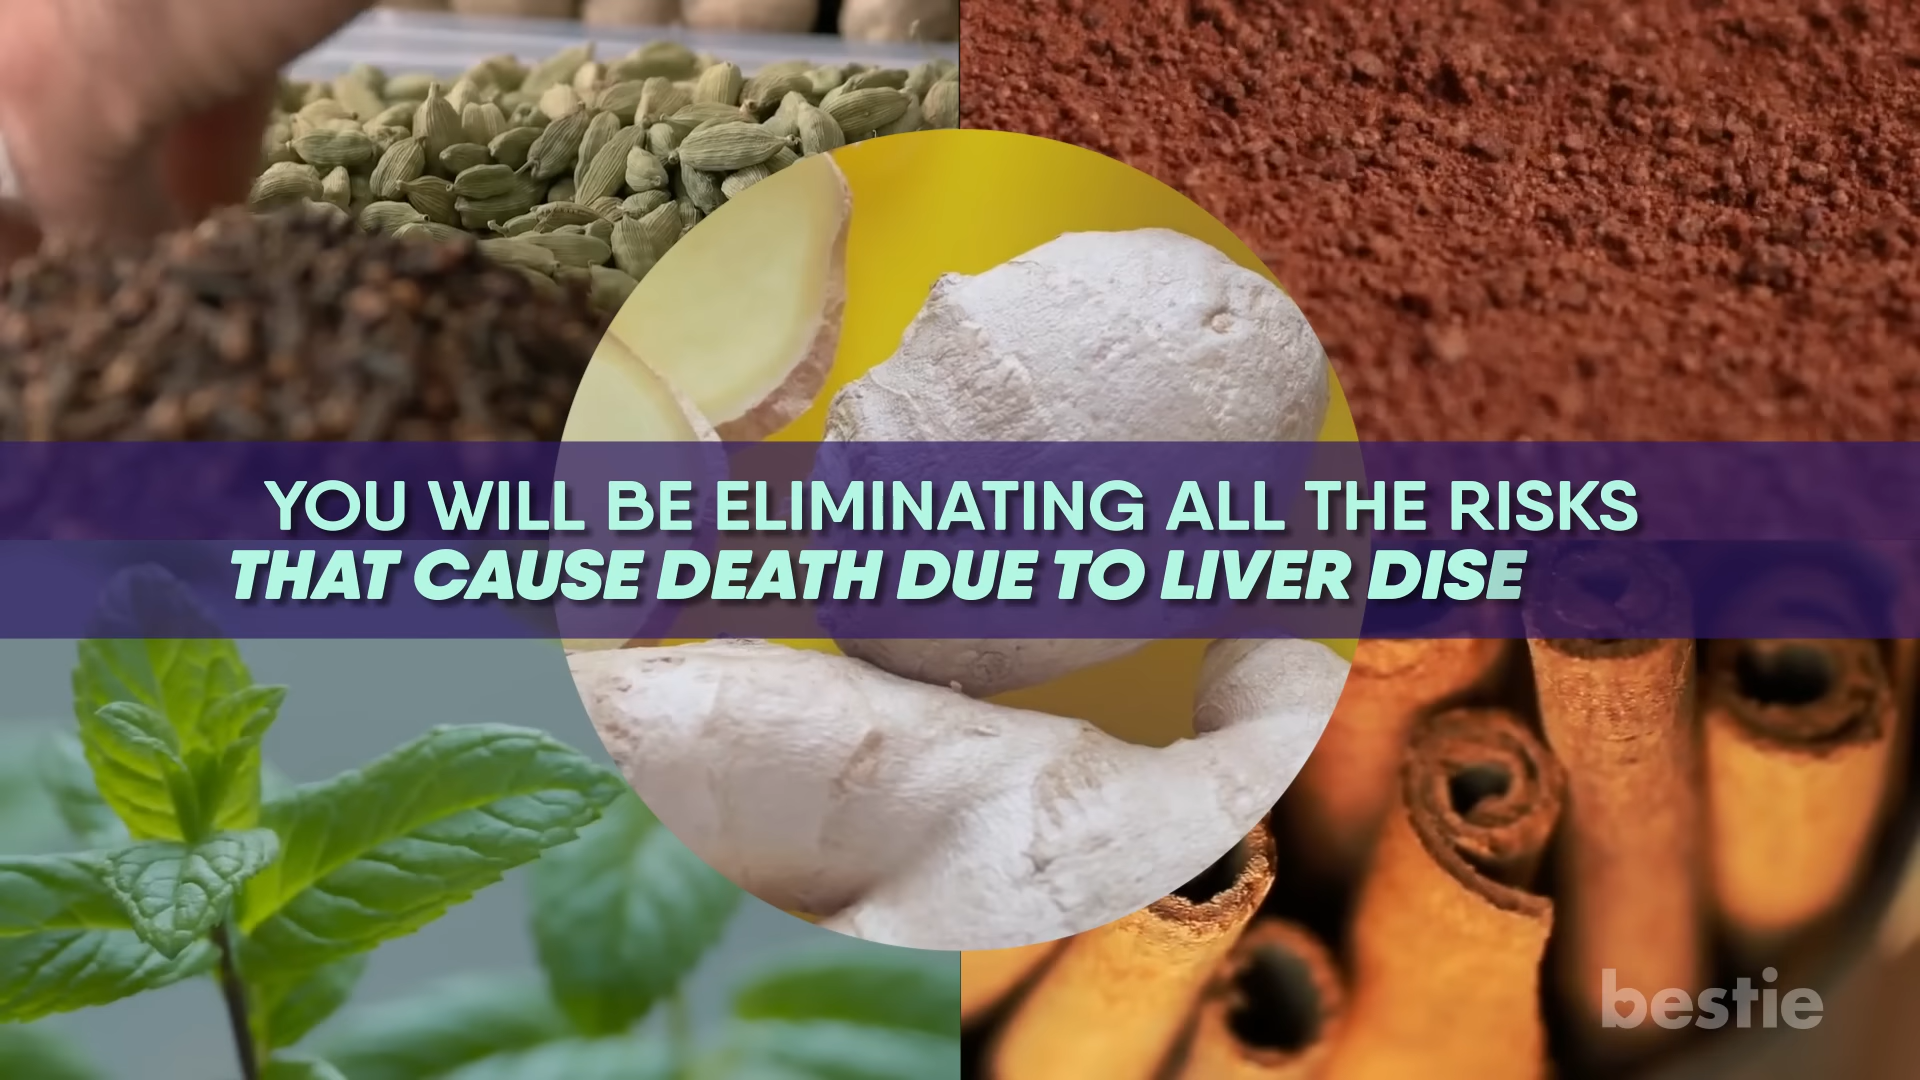 YOU WILL BE ELIMINATING ALL THE RISKS
THAT CAUSE DEATH DUE TO LIVER DISE
bestie